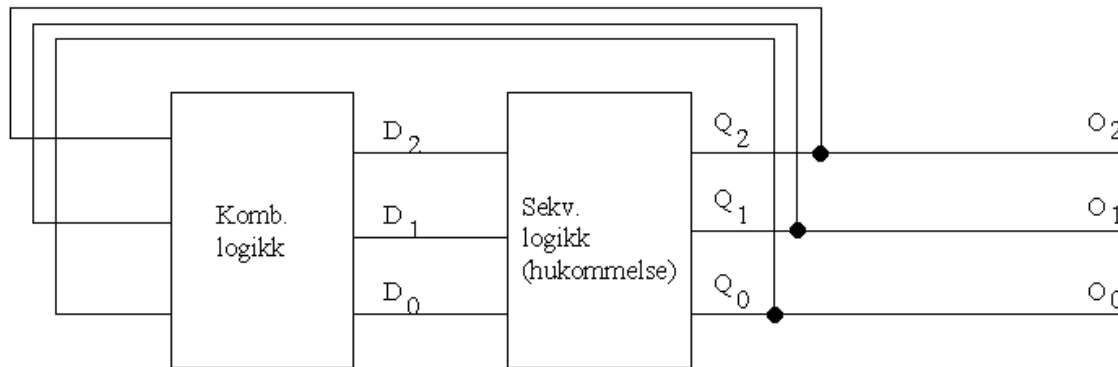 D2
Q2
O2
Komb.
logikk
D1
Sekv.
logikk
(hukommelse)
Q1
O1
D0
Q0
O0